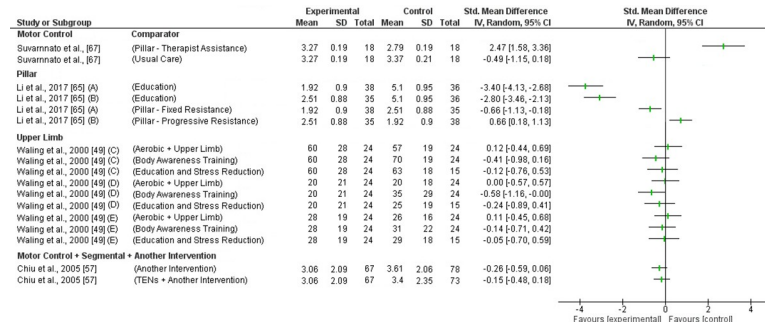 Experimental Control Std. Mean Difference Std. Mean Difference
Study or Subgroup Mean SD Total Mean SD Total IV, Random, 95% CI IV, Random, 95% CI
Motor Control Comparator
Suvarnnato et al., [67] (Pillar - Therapist Assistance) 3.27 0.19 18 2.79 0.19 18 2.47 [1.58, 3.36]
Suvarnnato et al., [67] (Usual Care) 3.27 0.19 18 3.37 0.21 18 -0.49 [-1.15, 0.18]
Pillar
Li et al., 2017 [65] (A) (Education) 1.92 0.9 38 5.1 0.95 36 -3.40 [-4.13, -2.68]
Li et al., 2017 [65] (B) (Education) 2.51 0.88 35 5.1 0.95 36 -2.80 [-3.46, -2.13]
Li et al., 2017 [65] (A) (Pillar - Fixed Resistance) 1.92 0.9 38 2.51 0.88 35 -0.66 [-1.13, -0.18]
Li et al., 2017 [65] (B) (Pillar - Progressive Resistance) 2.51 0.88 35 1.92 0.9 38 0.66 [0.18, 1.13]
Upper Limb
Waling et al., 2000 [49] (C) (Aerobic + Upper Limb) 60 28 24 57 19 24 0.12 [-0.44, 0.69]
Waling et al., 2000 [49] (C) (Body Awareness Training) 60 28 24 70 19 24 -0.41 [-0.98, 0.16]
Waling et al., 2000 [49] (C) (Education and Stress Reduction) 60 28 24 63 18 15 -0.12 [-0.76, 0.53]
Waling et al., 2000 [49] (D) (Aerobic + Upper Limb) 20 21 24 20 18 24 0.00 [-0.57, 0.57]
Waling et al., 2000 [49] (D) (Body Awareness Training) 20 21 24 35 29 24 -0.58 [-1.16, -0.00]
Waling et al., 2000 [49] (D) (Education and Stress Reduction) 20 21 24 25 19 15 -0.24 [-0.89, 0.41]
Waling et al., 2000 [49] (E) (Aerobic + Upper Limb) 28 19 24 26 16 24 0.11 [-0.45, 0.68]
Waling et al., 2000 [49] (E) (Body Awareness Training) 28 19 24 31 22 24 -0.14 [-0.71, 0.42]
Waling et al., 2000 [49] (E) (Education and Stress Reduction) 28 19 24 29 18 15 -0.05 [-0.70, 0.59]
Motor Control + Segmental + Another Intervention
Chiu et al., 2005 [57] (Another Intervention) 3.06 2.09 67 3.61 2.06 78 -0.26 [-0.59, 0.06]
Chiu et al., 2005 [57] (TENs + Another Intervention) 3.06 2.09 67 3.4 2.35 73 -0.15 [-0.48, 0.18]
-4 -2 0 2 4
Favours [experimental] Favours [control]